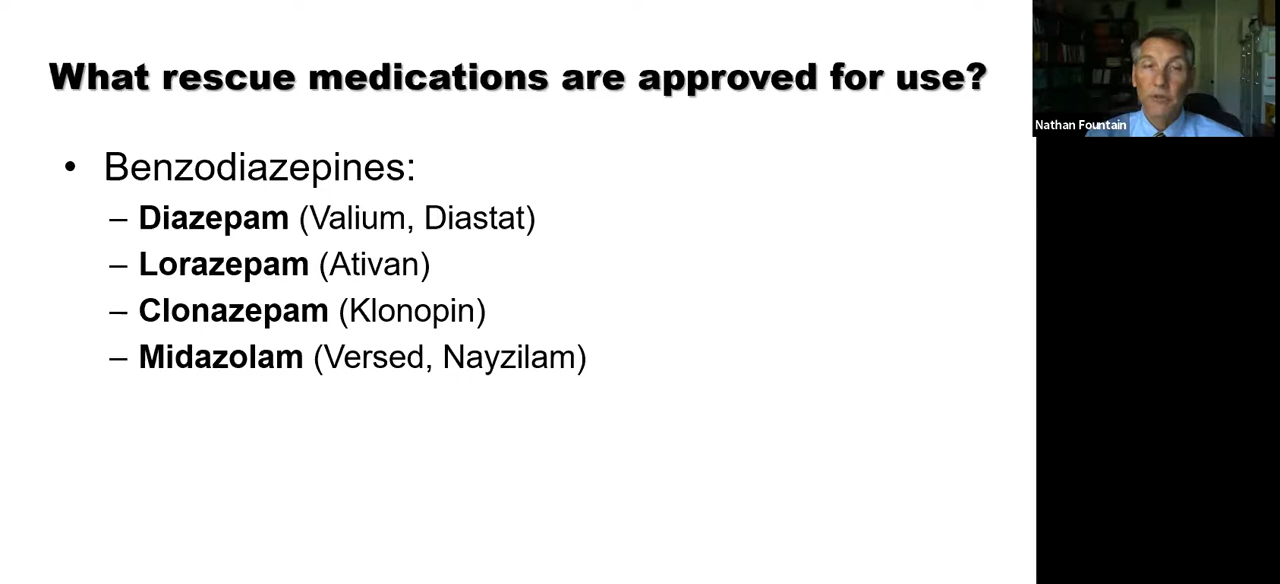 What rescue medications are approved for use?
• Benzodiazepines:
– Diazepam (Valium, Diastat)
– Lorazepam (Ativan)
– Clonazepam (Klonopin)
– Midazolam (Versed, Nayzilam)
Nathan Fountain